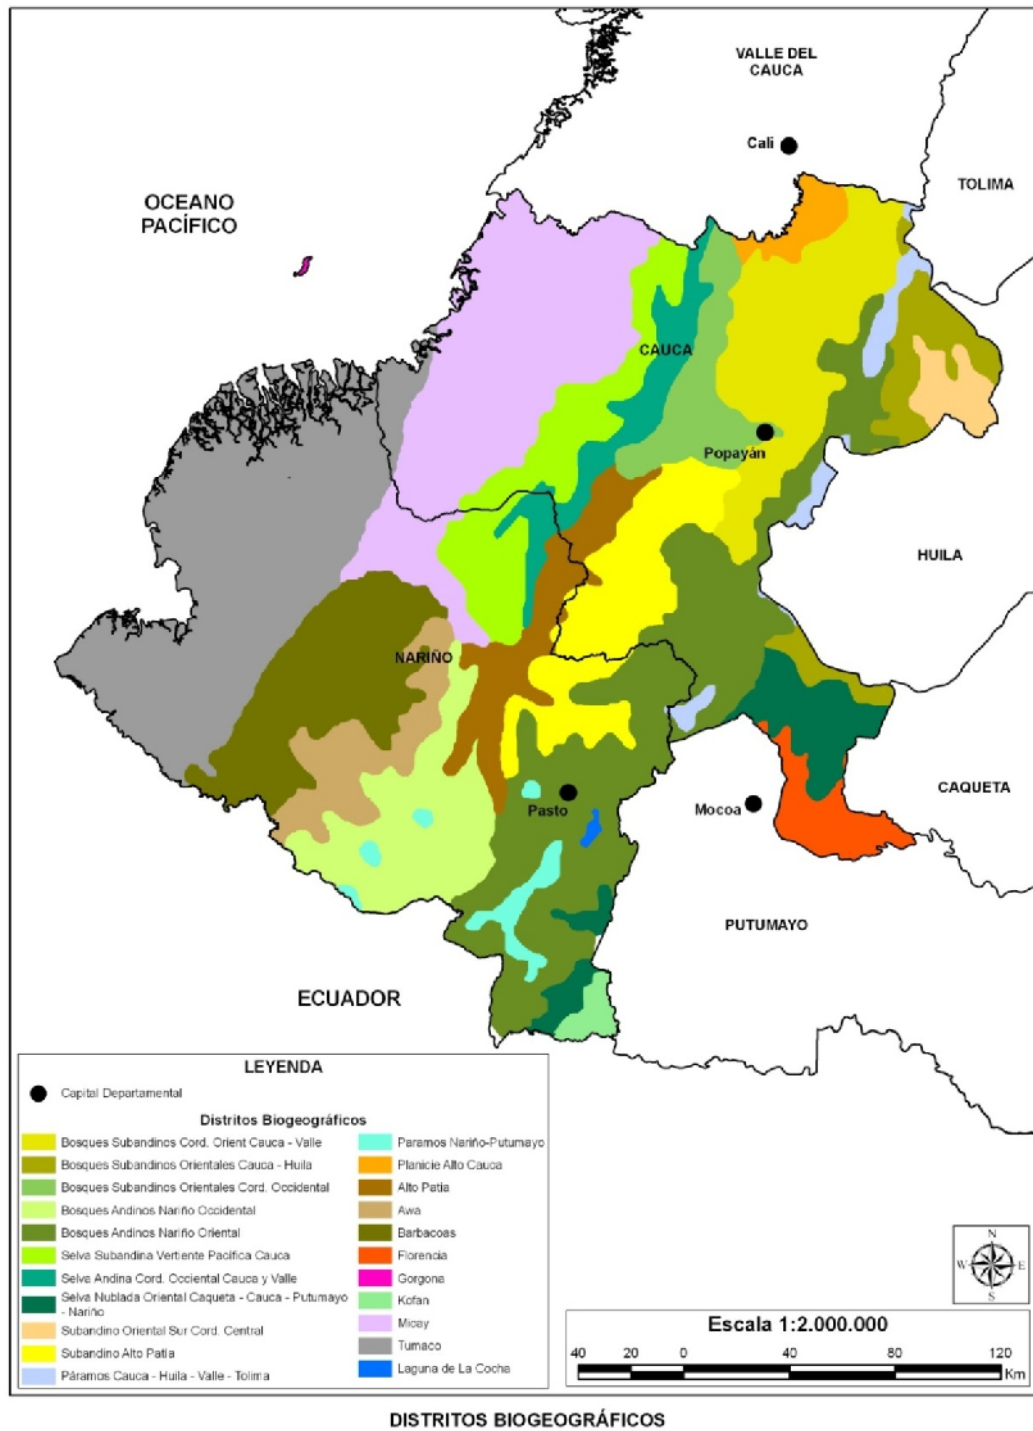 VALLE DEL
CAUCA
Cali
TOLIMA
OCEANO
PACÍFICO
CAUCA
Popayán
HUILA
NARIÑO
CAQUETA
Mocoa
Pasto
PUTUMAYO
ECUADOR
LEYENDA
Capital Departamental
Distritos Biogeográficos
Bosques Subandinos Cord. Orient Cauca - Valle
Bosques Subandinos Orientales Cauca - Huila
Bosques Subandinos Orientales Cord. Occidental
Bosques Andinos Nariño Occidental
Bosques Andinos Nariño Oriental
Selva Subandina Vertiente Pacifica Cauca
Selva Andina Cord. Occiental Cauca y Valle
Selva Nublada Oriental Caqueta - Cauca - Putumayo
- Nariño
Subandino Oriental Sur Cord. Central
Subandino Alto Patia
Páramos Cauca - Huila - Valle - Tolima
Paramos Nariño-Putumayo
Planicie Alto Cauca
Alto Patia
Awa
Barbacoas
Florencia
Gorgona
Kofan
Micay
Tumaco
Laguna de La Cocha
N
W E
S
Escala 1:2.000.000
40 20 0 40 80 120
Km
DISTRITOS BIOGEOGRÁFICOS